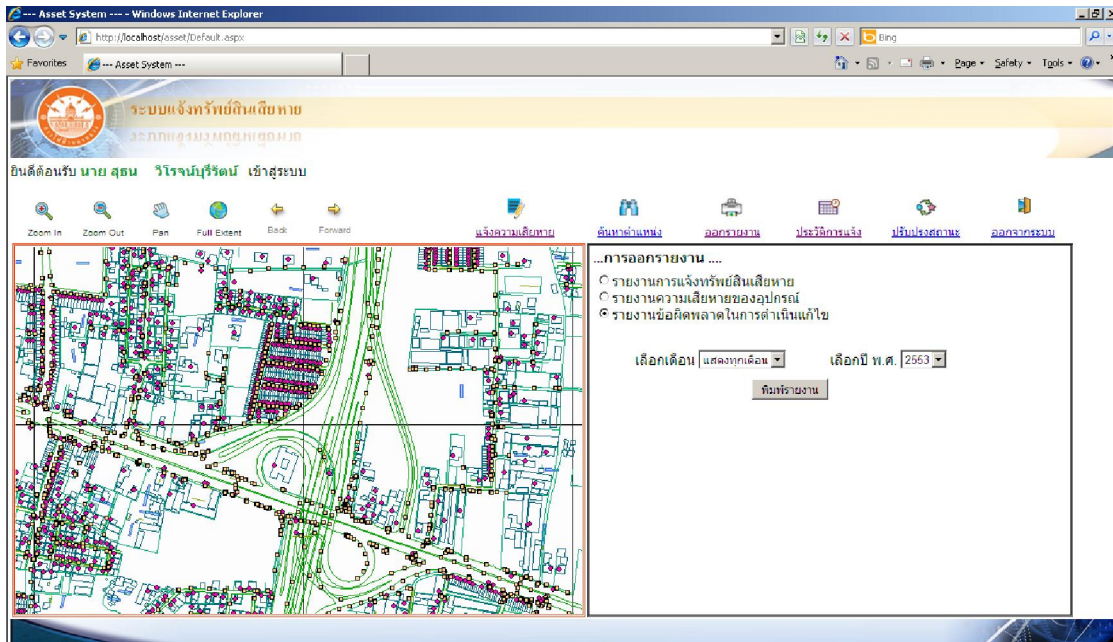 --- Asset System --- - Windows Internet Explorer
http://localhost/asset/Default.aspx
Bing
Favorites
--- Asset System ---
Page
Safety
Tools
ระบบแจ้งทรัพย์สินเสียหาย
ยินดีต้อนรับ นาย สุธน วิโรจน์บุรีรัตน์ เข้าสู่ระบบ
Zoom In
Zoom Out
Pan
Full Extent
Back
Forward
แจ้งความเสียหาย
ค้นหาตำแหน่ง
ออกรายงาน
ประวัติการแจ้ง
ปรับปรุงสถานะ
ออกจากระบบ
...การออกรายงาน ....
รายงานการแจ้งทรัพย์สินเสียหาย
รายงานความเสียหายของอุปกรณ์
รายงานข้อผิดพลาดในการดำเนินแก้ไข
เลือกเดือน แสดงทุกเดือน เลือกปี พ.ศ. 2553
พิมพ์รายงาน